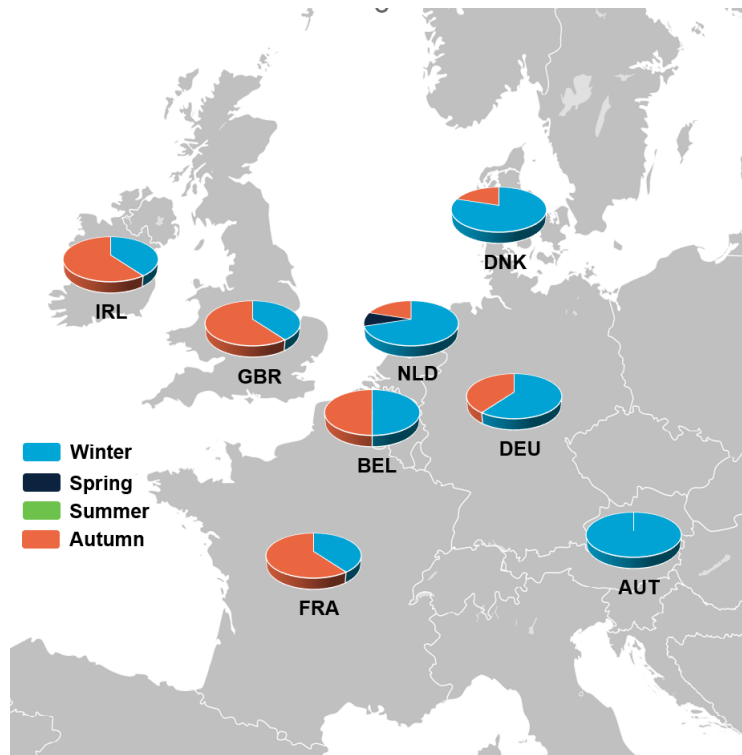 DNK
IRL
GBR
NLD
DEU
BEL
Winter
Spring
Summer
Autumn
AUT
FRA